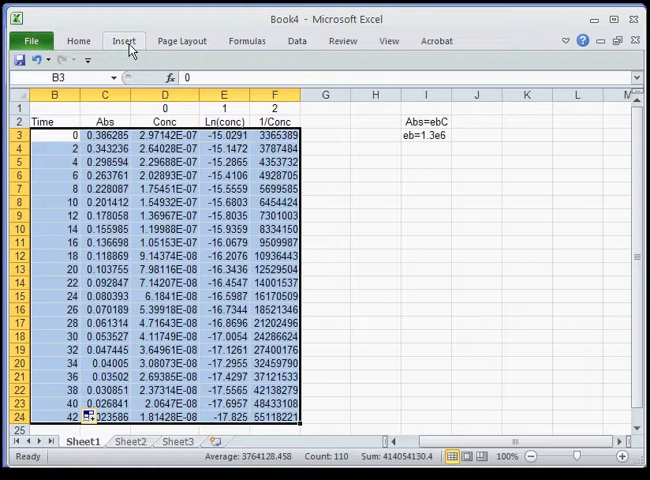 Book4 - Microsoft Excel
File Home Insert Page Layout Formulas Data Review View Acrobat
B3 fx 0
B C D E F G H I J K L M
1 0 1 2
2 Time Abs Conc Ln(conc) 1/Conc Abs=ebC
3 0 0.386285 2.97142E-07 -15.0291 3365389 eb=1.3e6
4 2 0.343236 2.64028E-07 -15.1472 3787484
5 4 0.298594 2.29688E-07 -15.2865 4353732
6 6 0.263761 2.02893E-07 -15.4106 4928705
7 8 0.228087 1.75451E-07 -15.5559 5699585
8 10 0.201412 1.54932E-07 -15.6803 6454424
9 12 0.178058 1.36967E-07 -15.8035 7301003
10 14 0.155985 1.19988E-07 -15.9359 8334150
11 16 0.136698 1.05153E-07 -16.0679 9509987
12 18 0.118869 9.14374E-08 -16.2076 10936443
13 20 0.103755 7.98116E-08 -16.3436 12529504
14 22 0.092847 7.14207E-08 -16.4547 14001537
15 24 0.080393 6.1841E-08 -16.5987 16170509
16 26 0.070189 5.39918E-08 -16.7344 18521346
17 28 0.061314 4.71643E-08 -16.8696 21202496
18 30 0.053527 4.11749E-08 -17.0054 24286624
19 32 0.047445 3.64961E-08 -17.1261 27400176
20 34 0.04005 3.08073E-08 -17.2955 32459790
21 36 0.03502 2.69385E-08 -17.4297 37121533
22 38 0.030851 2.37314E-08 -17.5565 42138279
23 40 0.026841 2.0647E-08 -17.6957 48433108
24 42 023586 1.81428E-08 -17.825 55118221
25
Sheet1 Sheet2 Sheet3
Ready Average: 3764128.458 Count: 110 Sum: 414054130.4 100%